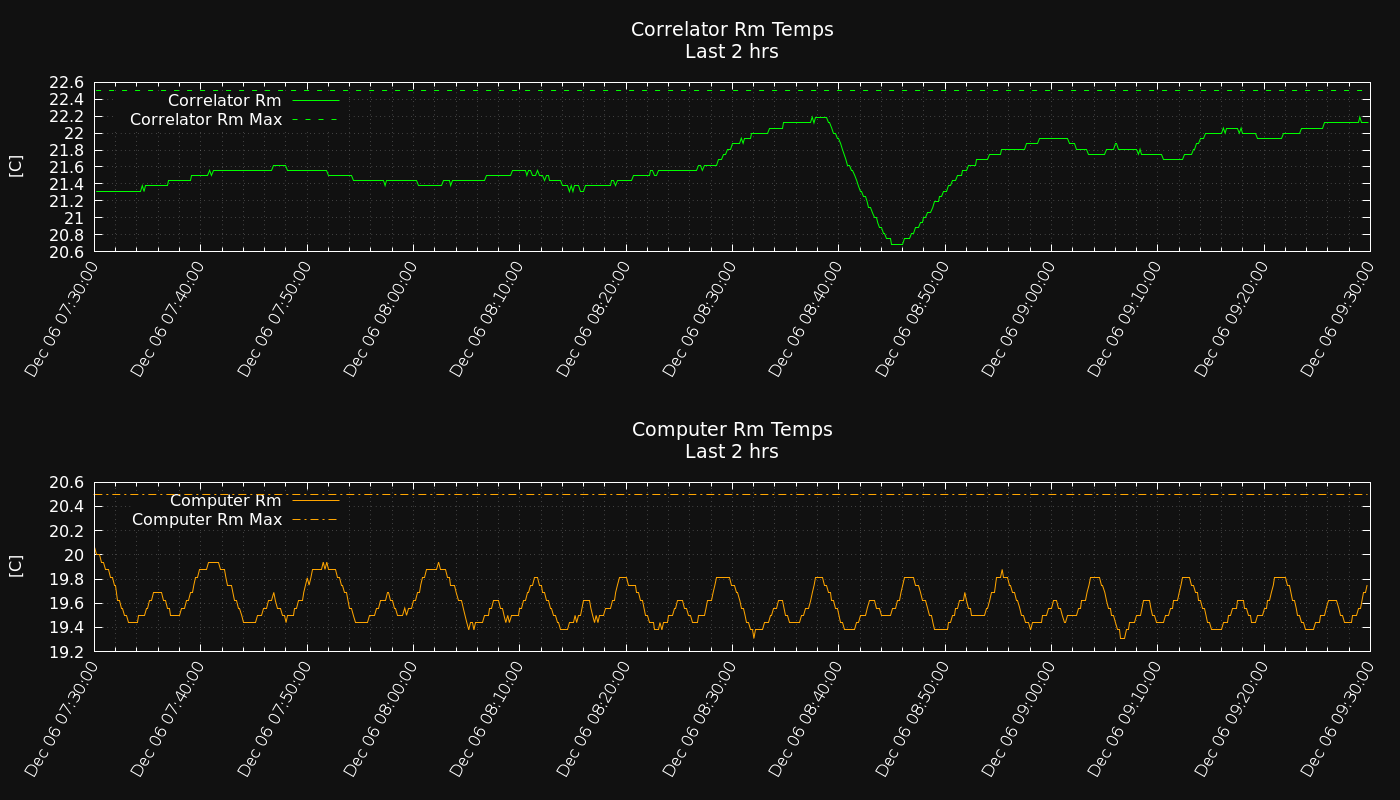 Correlator Rm Temps
Last 2 hrs
22.6
22.4
22.2
22
21.8
21.6
21.4
21.2
21
20.8
20.6
[C]
Correlator Rm
Correlator Rm Max
Dec 06 07:30:00
Dec 06 07:40:00
Dec 06 07:50:00
Dec 06 08:00:00
Dec 06 08:10:00
Dec 06 08:20:00
Dec 06 08:30:00
Dec 06 08:40:00
Dec 06 08:50:00
Dec 06 09:00:00
Dec 06 09:10:00
Dec 06 09:20:00
Dec 06 09:30:00
Computer Rm Temps
Last 2 hrs
20.6
20.4
20.2
20
19.8
19.6
19.4
19.2
[C]
Computer Rm
Computer Rm Max
Dec 06 07:30:00
Dec 06 07:40:00
Dec 06 07:50:00
Dec 06 08:00:00
Dec 06 08:10:00
Dec 06 08:20:00
Dec 06 08:30:00
Dec 06 08:40:00
Dec 06 08:50:00
Dec 06 09:00:00
Dec 06 09:10:00
Dec 06 09:20:00
Dec 06 09:30:00